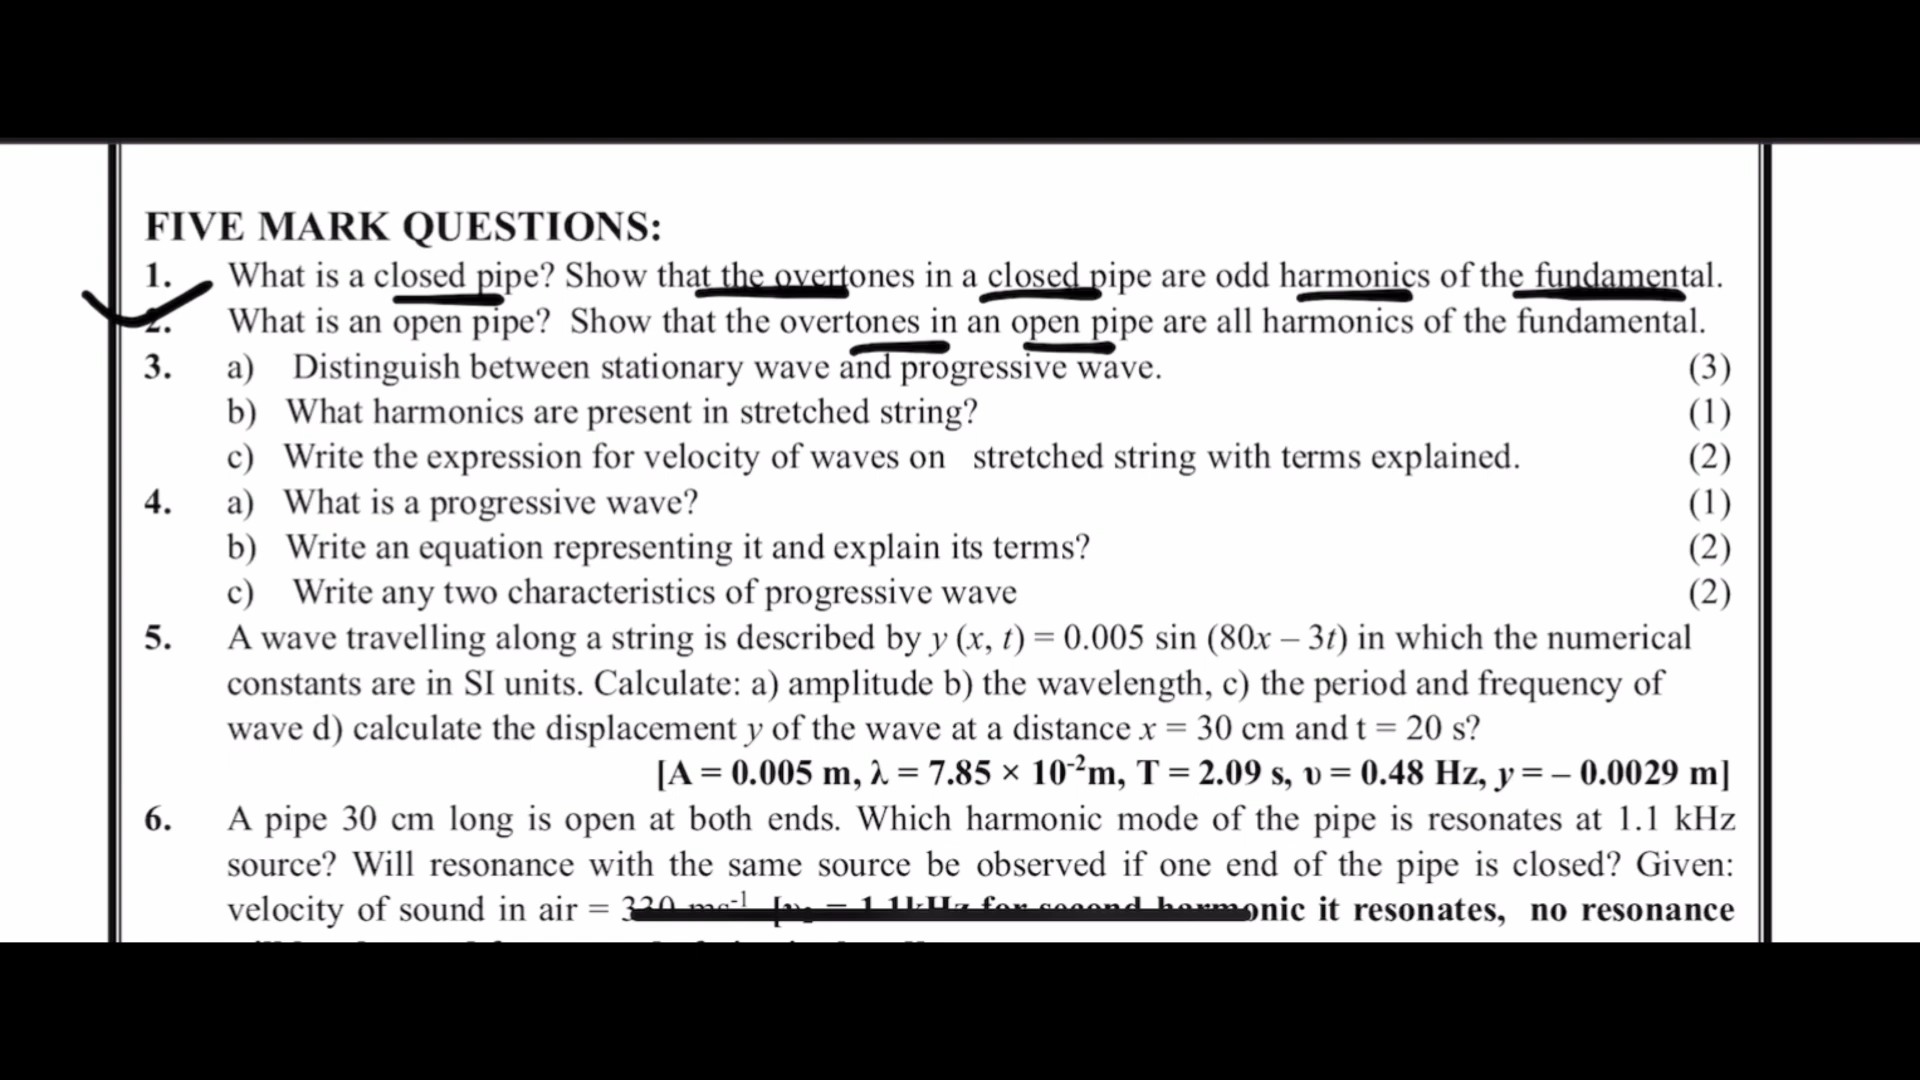 FIVE MARK QUESTIONS:
1. What is a closed pipe? Show that the overtones in a closed pipe are odd harmonics of the fundamental.
2. What is an open pipe? Show that the overtones in an open pipe are all harmonics of the fundamental.
3. a) Distinguish between stationary wave and progressive wave. (3)
b) What harmonics are present in stretched string? (1)
c) Write the expression for velocity of waves on stretched string with terms explained. (2)
4. a) What is a progressive wave? (1)
b) Write an equation representing it and explain its terms? (2)
c) Write any two characteristics of progressive wave (2)
5. A wave travelling along a string is described by y (x, t) = 0.005 sin (80x – 3t) in which the numerical
constants are in SI units. Calculate: a) amplitude b) the wavelength, c) the period and frequency of
wave d) calculate the displacement y of the wave at a distance x = 30 cm and t = 20 s?
[A = 0.005 m, λ = 7.85 × 10⁻²m, T = 2.09 s, υ = 0.48 Hz, y = – 0.0029 m]
6. A pipe 30 cm long is open at both ends. Which harmonic mode of the pipe is resonates at 1.1 kHz
source? Will resonance with the same source be observed if one end of the pipe is closed? Given:
velocity of sound in air = 330 ms⁻¹ = 1.1kHz for second harmonic it resonates, no resonance